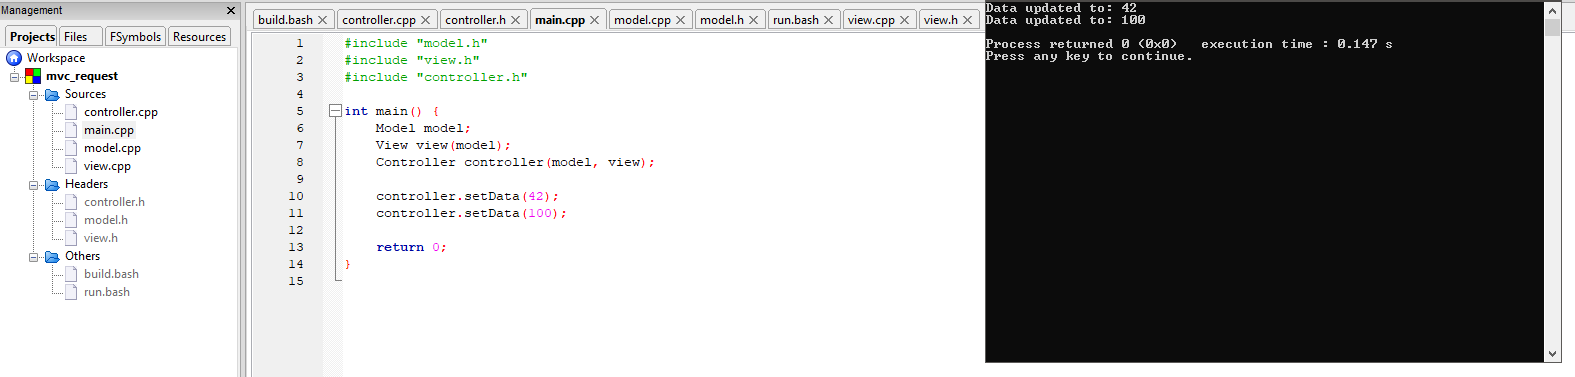 Management
Projects Files FSymbols Resources
Workspace
mvc_request
Sources
controller.cpp
main.cpp
model.cpp
view.cpp
Headers
controller.h
model.h
view.h
Others
build.bash
run.bash
build.bash controller.cpp controller.h main.cpp model.cpp model.h run.bash view.cpp view.h
1 #include "model.h"
2 #include "view.h"
3 #include "controller.h"
4
5 int main() {
6 Model model;
7 View view(model);
8 Controller controller(model, view);
9
10 controller.setData(42);
11 controller.setData(100);
12
13 return 0;
14 }
15
Data updated to: 42
Data updated to: 100
Process returned 0 (0x0)   execution time : 0.147 s
Press any key to continue.